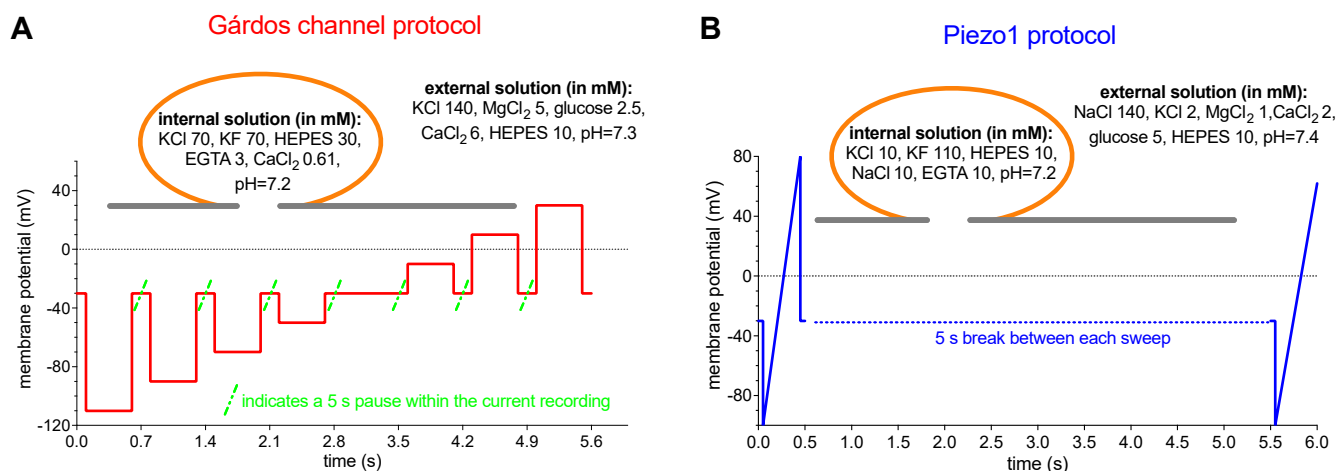 A
Gárdos channel protocol
internal solution (in mM):
KCl 70, KF 70, HEPES 30,
EGTA 3, CaCl2 0.61,
pH=7.2
external solution (in mM):
KCl 140, MgCl2 5, glucose 2.5,
CaCl2 6, HEPES 10, pH=7.3
membrane potential (mV)
40
0
-40
-80
-120
indicates a 5 s pause within the current recording
0.0 0.7 1.4 2.1 2.8 3.5 4.2 4.9 5.6
time (s)
B
Piezo1 protocol
external solution (in mM):
NaCl 140, KCl 2, MgCl2 1,CaCl2 2,
glucose 5, HEPES 10, pH=7.4
internal solution (in mM):
KCl 10, KF 110, HEPES 10,
NaCl 10, EGTA 10, pH=7.2
membrane potential (mV)
80
40
0
-40
-80
5 s break between each sweep
0.0 0.5 1.0 1.5 2.0 2.5 3.0 3.5 4.0 4.5 5.0 5.5 6.0
time (s)